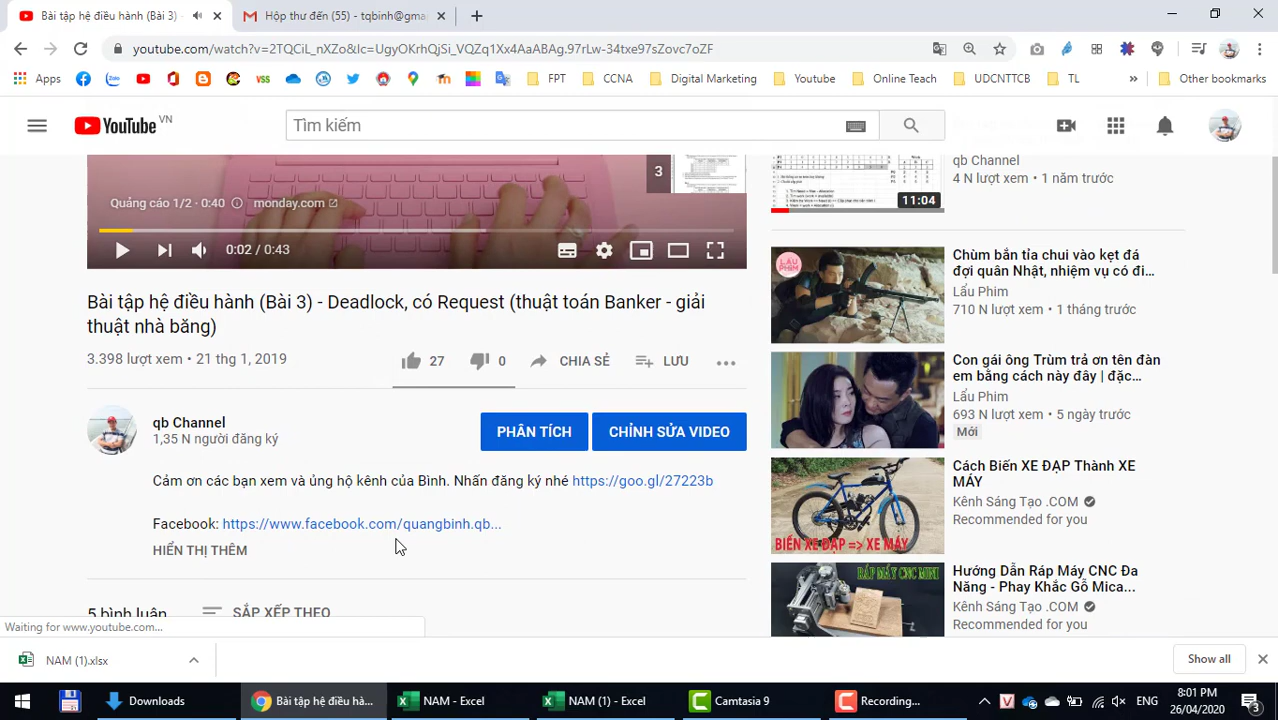 Bài tập hệ điều hành (Bài 3) -
Hộp thư đến (55) - tqbinh@gma
youtube.com/watch?v=2TQCiL_nXZo&lc=UgyOKrhQjSi_VQZq1Xx4AaABAg.97rLw-34txe97sZovc7oZF
Apps
FPT
CCNA
Digital Marketing
Youtube
Online Teach
UDCNTTCB
TL
Other bookmarks
YouTube VN
Tìm kiếm
3
Quảng cáo 1/2 · 0:40 monday.com
0:02 / 0:43
Bài tập hệ điều hành (Bài 3) - Deadlock, có Request (thuật toán Banker - giải
thuật nhà băng)
3.398 lượt xem • 21 thg 1, 2019
27
0
CHIA SẺ
LƯU
qb Channel
1,35 N người đăng ký
PHÂN TÍCH
CHỈNH SỬA VIDEO
Cảm ơn các bạn xem và ủng hộ kênh của Bình. Nhấn đăng ký nhé https://goo.gl/27223b
Facebook: https://www.facebook.com/quangbinh.qb...
HIỂN THỊ THÊM
5 bình luận
SẮP XẾP THEO
qb Channel
4 N lượt xem • 1 năm trước
11:04
LẨU
PHIM
Chùm bắn tỉa chui vào kẹt đá
đợi quân Nhật, nhiệm vụ có đi...
Lẩu Phim
710 N lượt xem • 1 tháng trước
Con gái ông Trùm trả ơn tên đàn
em bằng cách này đây | đặc...
Lẩu Phim
693 N lượt xem • 5 ngày trước
Mới
BIẾN XE ĐẠP => XE MÁY
Cách Biến XE ĐẠP Thành XE
MÁY
Kênh Sáng Tạo .COM
Recommended for you
RÁP MÁY CNC MINI
Hướng Dẫn Ráp Máy CNC Đa
Năng - Phay Khắc Gỗ Mica...
Kênh Sáng Tạo .COM
Recommended for you
Waiting for www.youtube.com...
NAM (1).xlsx
Show all
Downloads
Bài tập hệ điều hà...
NAM - Excel
NAM (1) - Excel
Camtasia 9
Recording...
ENG
8:01 PM
26/04/2020
3